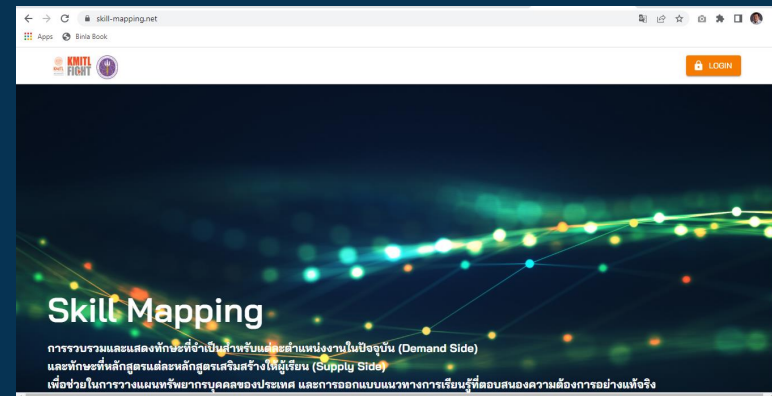 skill-mapping.net
Apps Binla Book
KMITL
FIGHT
LOGIN
Skill Mapping
การรวบรวมและแสดงทักษะที่จำเป็นสำหรับแต่ละตำแหน่งงานในปัจจุบัน (Demand Side)
และทักษะที่หลักสูตรแต่ละหลักสูตรเสริมสร้างให้ผู้เรียน (Supply Side)
เพื่อช่วยในการวางแผนทรัพยากรบุคคลของประเทศ และการออกแบบแนวทางการเรียนรู้ที่ตอบสนองความต้องการอย่างแท้จริง